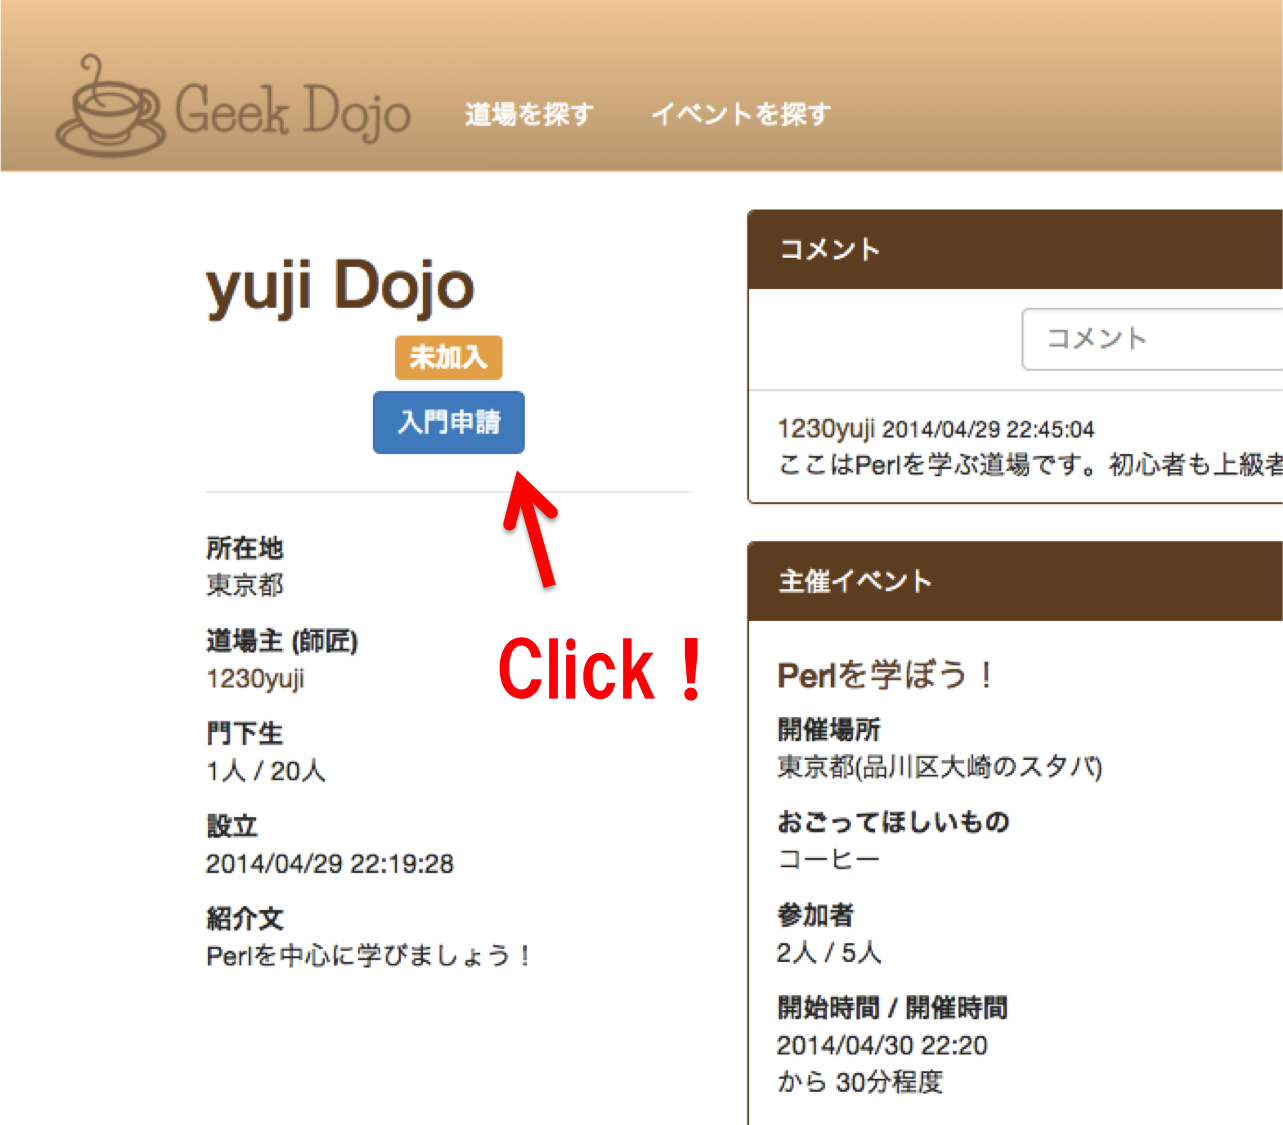 Geek Dojo
道場を探す
イベントを探す
yuji Dojo
未加入
入門申請
Click！
所在地
東京都
道場主 (師匠)
1230yuji
門下生
1人 / 20人
設立
2014/04/29 22:19:28
紹介文
Perlを中心に学びましょう！
コメント
コメント
1230yuji 2014/04/29 22:45:04
ここはPerlを学ぶ道場です。初心者も上級者
主催イベント
Perlを学ぼう！
開催場所
東京都(品川区大崎のスタバ)
おごってほしいもの
コーヒー
参加者
2人 / 5人
開始時間 / 開催時間
2014/04/30 22:20
から 30分程度